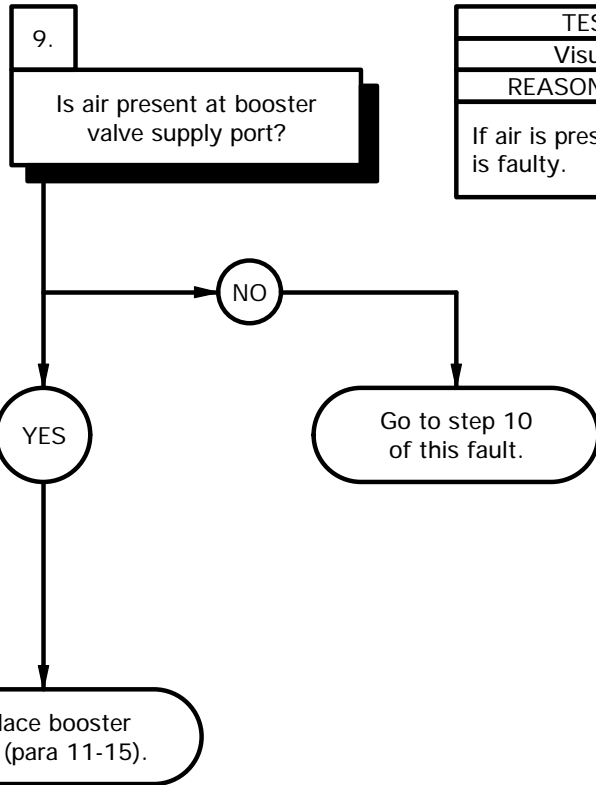 9.
Is air present at booster
valve supply port?
If air is
is faulty.
NO
YES
Go to step 10
of this fault.
booster
(para 11-15).